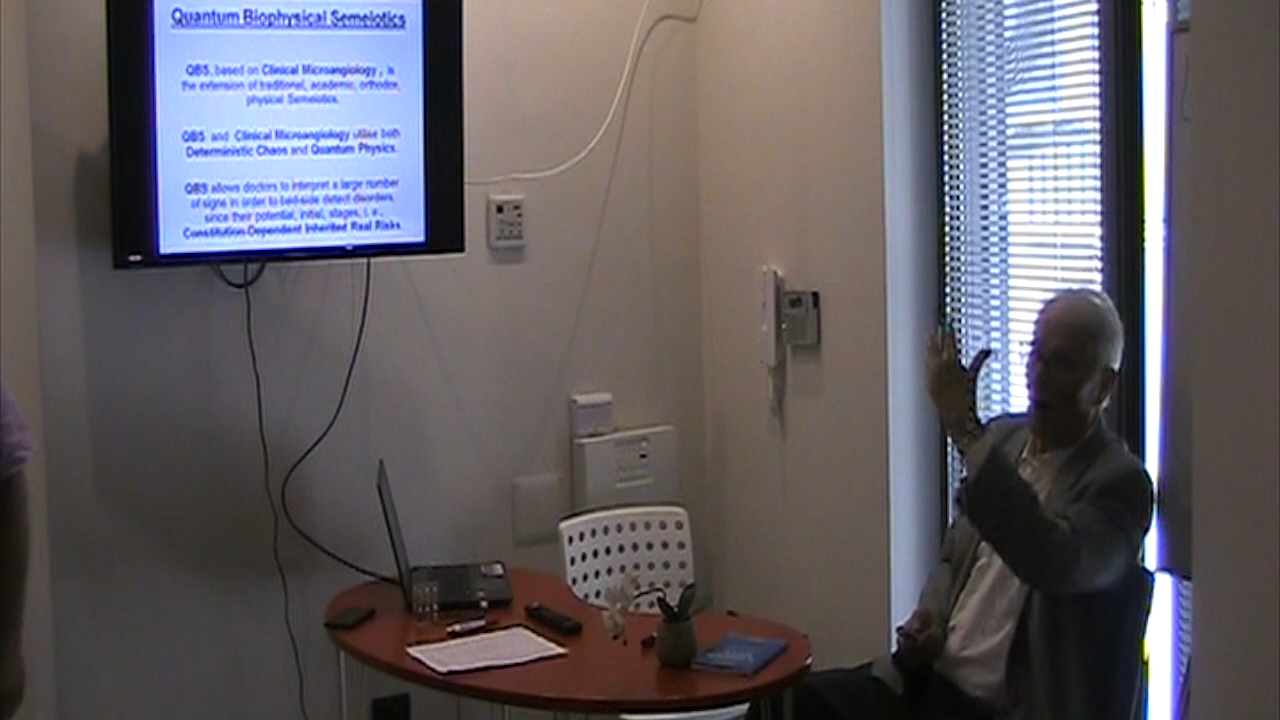 Quantum Biophysical Semeiotics
QBS, based on Clinical Microangiology , is
the extension of traditional, academic, orthodox,
physical Semeiotics.
QBS and Clinical Microangiology utilise both
Deterministic Chaos and Quantum Physics.
QBS allows doctors to interpret a large number
of signs in order to bed-side detect disorders,
since their potential, initial, stages, i. e.,
Constitution-Dependent Inherited Real Risks.